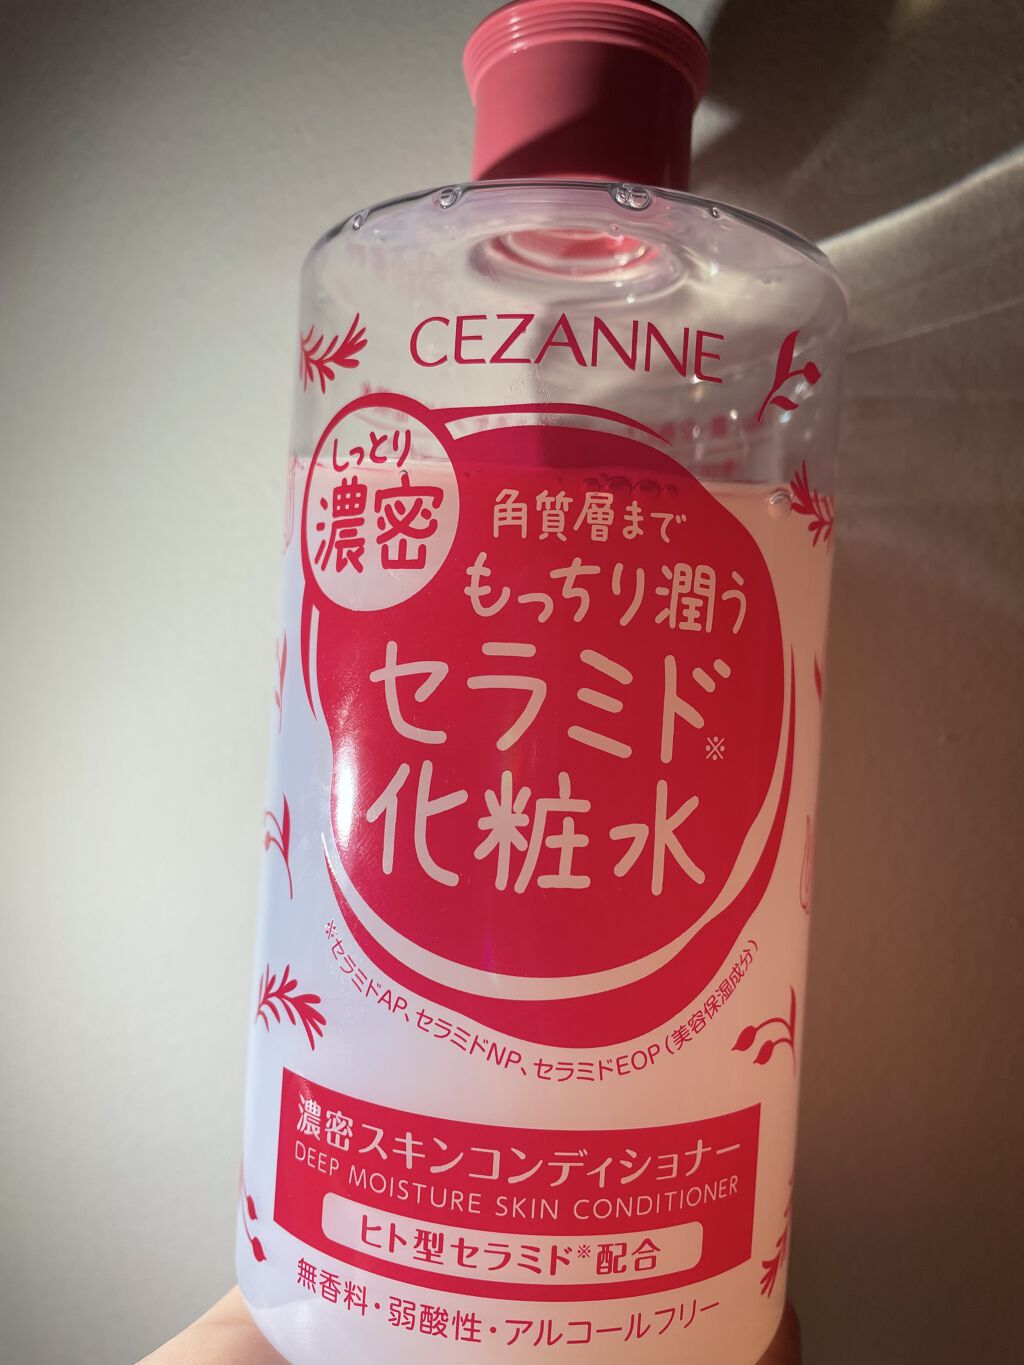 CEZANNE
しっとり
濃密
角質層まで
もっちり潤う
セラミド※
化粧水
※セラミドAP、セラミドNP、セラミドEOP(美容保湿成分)
濃密スキンコンディショナー
DEEP MOISTURE SKIN CONDITIONER
ヒト型セラミド※配合
無香料・弱酸性・アルコールフリー